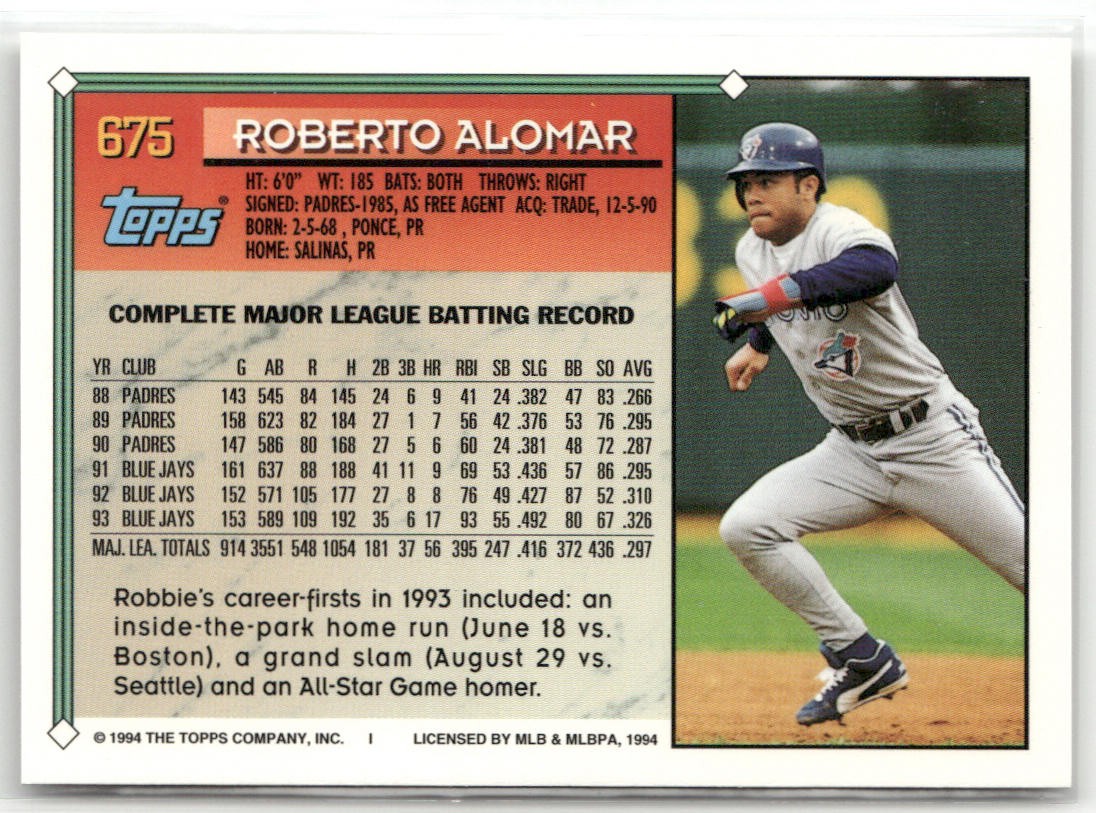 675
ROBERTO ALOMAR
TOPPS®
HT: 6'0" WT: 185 BATS: BOTH THROWS: RIGHT
SIGNED: PADRES-1985, AS FREE AGENT ACQ: TRADE, 12-5-90
BORN: 2-5-68 , PONCE, PR
HOME: SALINAS, PR
COMPLETE MAJOR LEAGUE BATTING RECORD
YR CLUB G AB R H 2B 3B HR RBI SB SLG BB SO AVG
88 PADRES 143 545 84 145 24 6 9 41 24 .382 47 83 .266
89 PADRES 158 623 82 184 27 1 7 56 42 .376 53 76 .295
90 PADRES 147 586 80 168 27 5 6 60 24 .381 48 72 .287
91 BLUE JAYS 161 637 88 188 41 11 9 69 53 .436 57 86 .295
92 BLUE JAYS 152 571 105 177 27 8 8 76 49 .427 87 52 .310
93 BLUE JAYS 153 589 109 192 35 6 17 93 55 .492 80 67 .326
MAJ. LEA. TOTALS 914 3551 548 1054 181 37 56 395 247 .416 372 436 .297
Robbie's career-firsts in 1993 included: an
inside-the-park home run (June 18 vs.
Boston), a grand slam (August 29 vs.
Seattle) and an All-Star Game homer.
© 1994 THE TOPPS COMPANY, INC. I LICENSED BY MLB & MLBPA, 1994